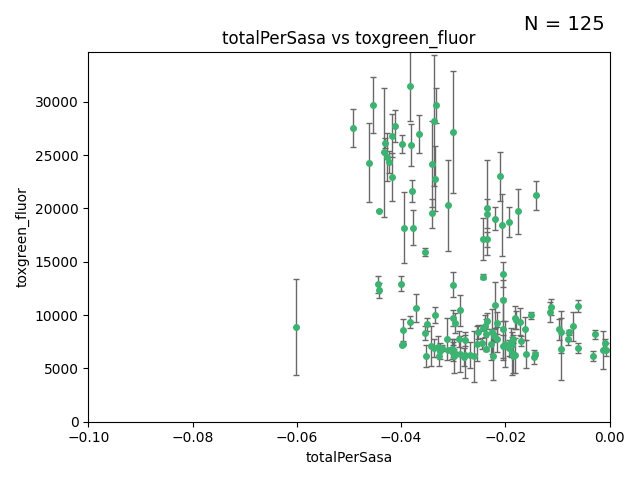 N = 125
totalPerSasa vs toxgreen_fluor
30000
25000
20000
15000
10000
5000
0
toxgreen_fluor
−0.10 −0.08 −0.06 −0.04 −0.02 0.00
totalPerSasa